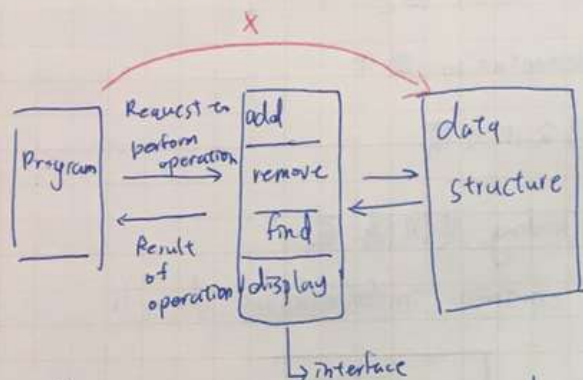 X
Program
Request to
perform
operation
Result
of
operation
add
remove
find
display
data
structure
interface